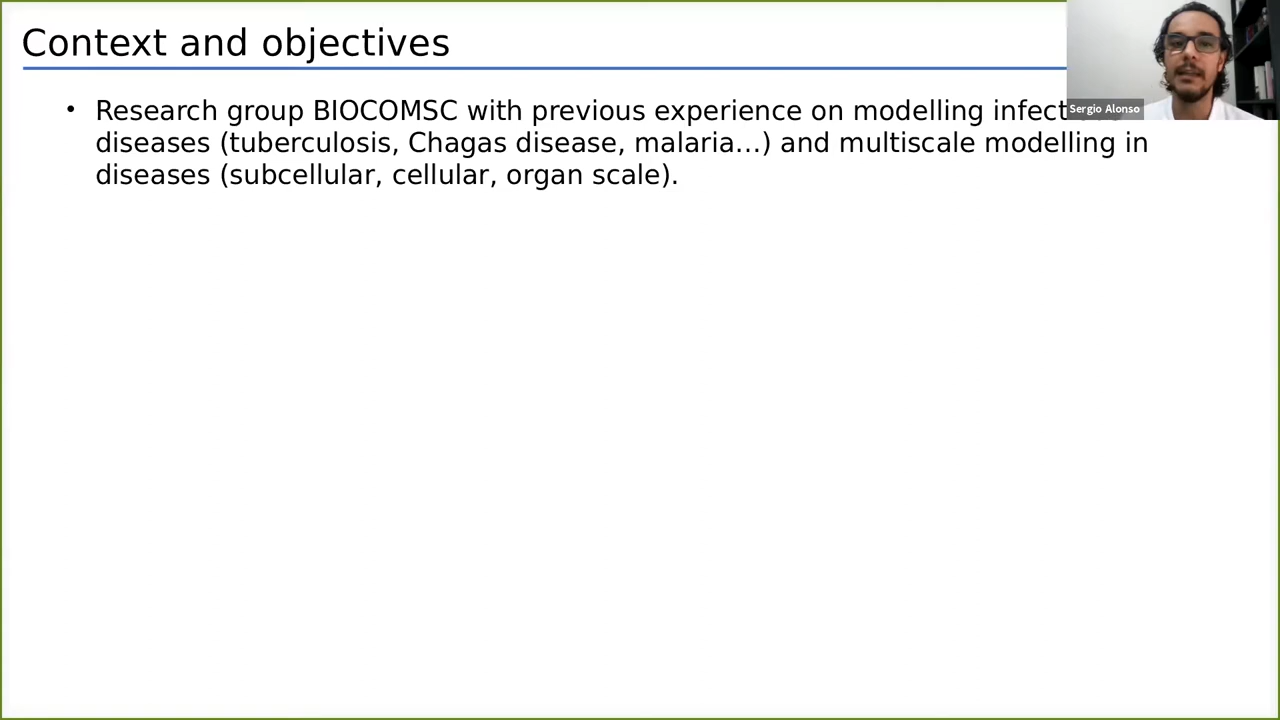 Context and objectives
Sergio Alonso
• Research group BIOCOMSC with previous experience on modelling
diseases (tuberculosis, Chagas disease, malaria...) and multiscale modelling in
diseases (subcellular, cellular, organ scale).